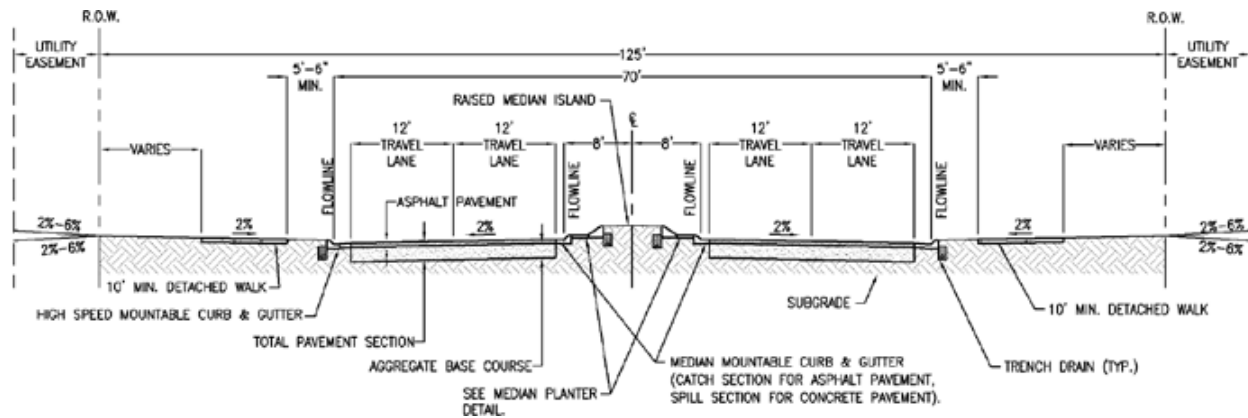 R.O.W.
R.O.W.
UTILITY
EASEMENT
125'
UTILITY
EASEMENT
5'-6"
MIN.
70'
5'-6"
MIN.
RAISED MEDIAN ISLAND
℄
12'
TRAVEL
LANE
12'
TRAVEL
LANE
8'
8'
12'
TRAVEL
LANE
12'
TRAVEL
LANE
VARIES
VARIES
FLOWLINE
FLOWLINE
FLOWLINE
FLOWLINE
ASPHALT PAVEMENT
2%-6%
2%-6%
2%
2%
2%
2%
2%-6%
2%-6%
10' MIN. DETACHED WALK
HIGH SPEED MOUNTABLE CURB & GUTTER
TOTAL PAVEMENT SECTION
AGGREGATE BASE COURSE
SEE MEDIAN PLANTER
DETAIL.
MEDIAN MOUNTABLE CURB & GUTTER
(CATCH SECTION FOR ASPHALT PAVEMENT,
SPILL SECTION FOR CONCRETE PAVEMENT).
SUBGRADE
10' MIN. DETACHED WALK
TRENCH DRAIN (TYP.)